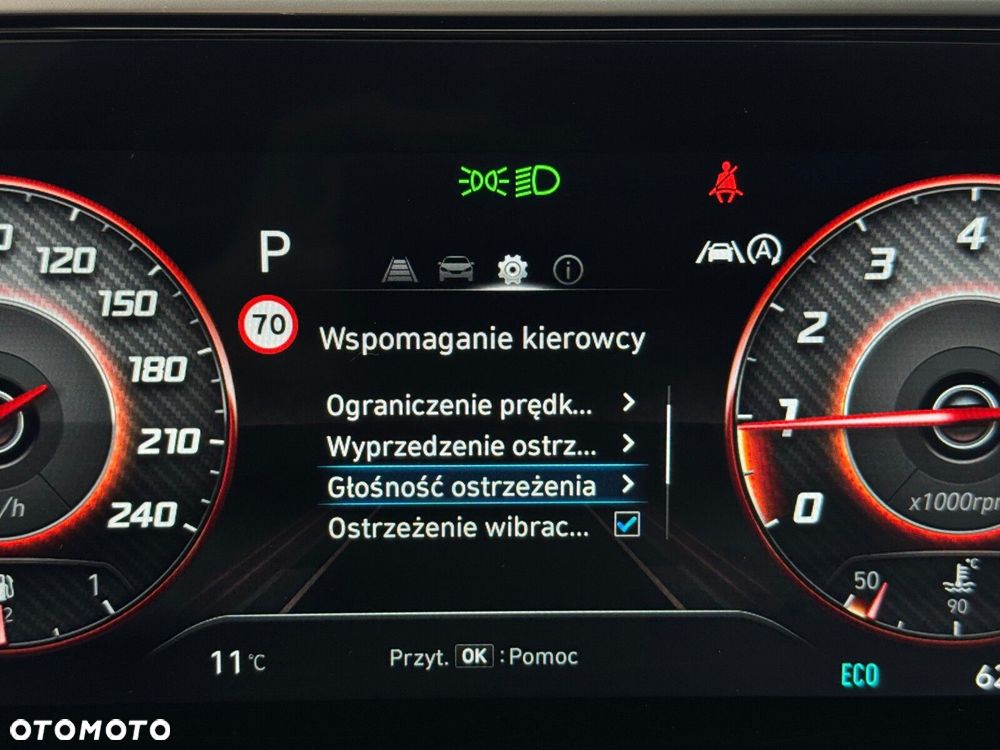 P
70
Wspomaganie kierowcy
Ograniczenie prędk...
Wyprzedzenie ostrz...
Głośność ostrzeżenia
Ostrzeżenie wibrac...
120
150
180
210
240
/h
1
A
4
3
2
1
0
x1000rpm
50
°C
90
11 °C
Przyt. OK : Pomoc
ECO
62
OTOMOTO